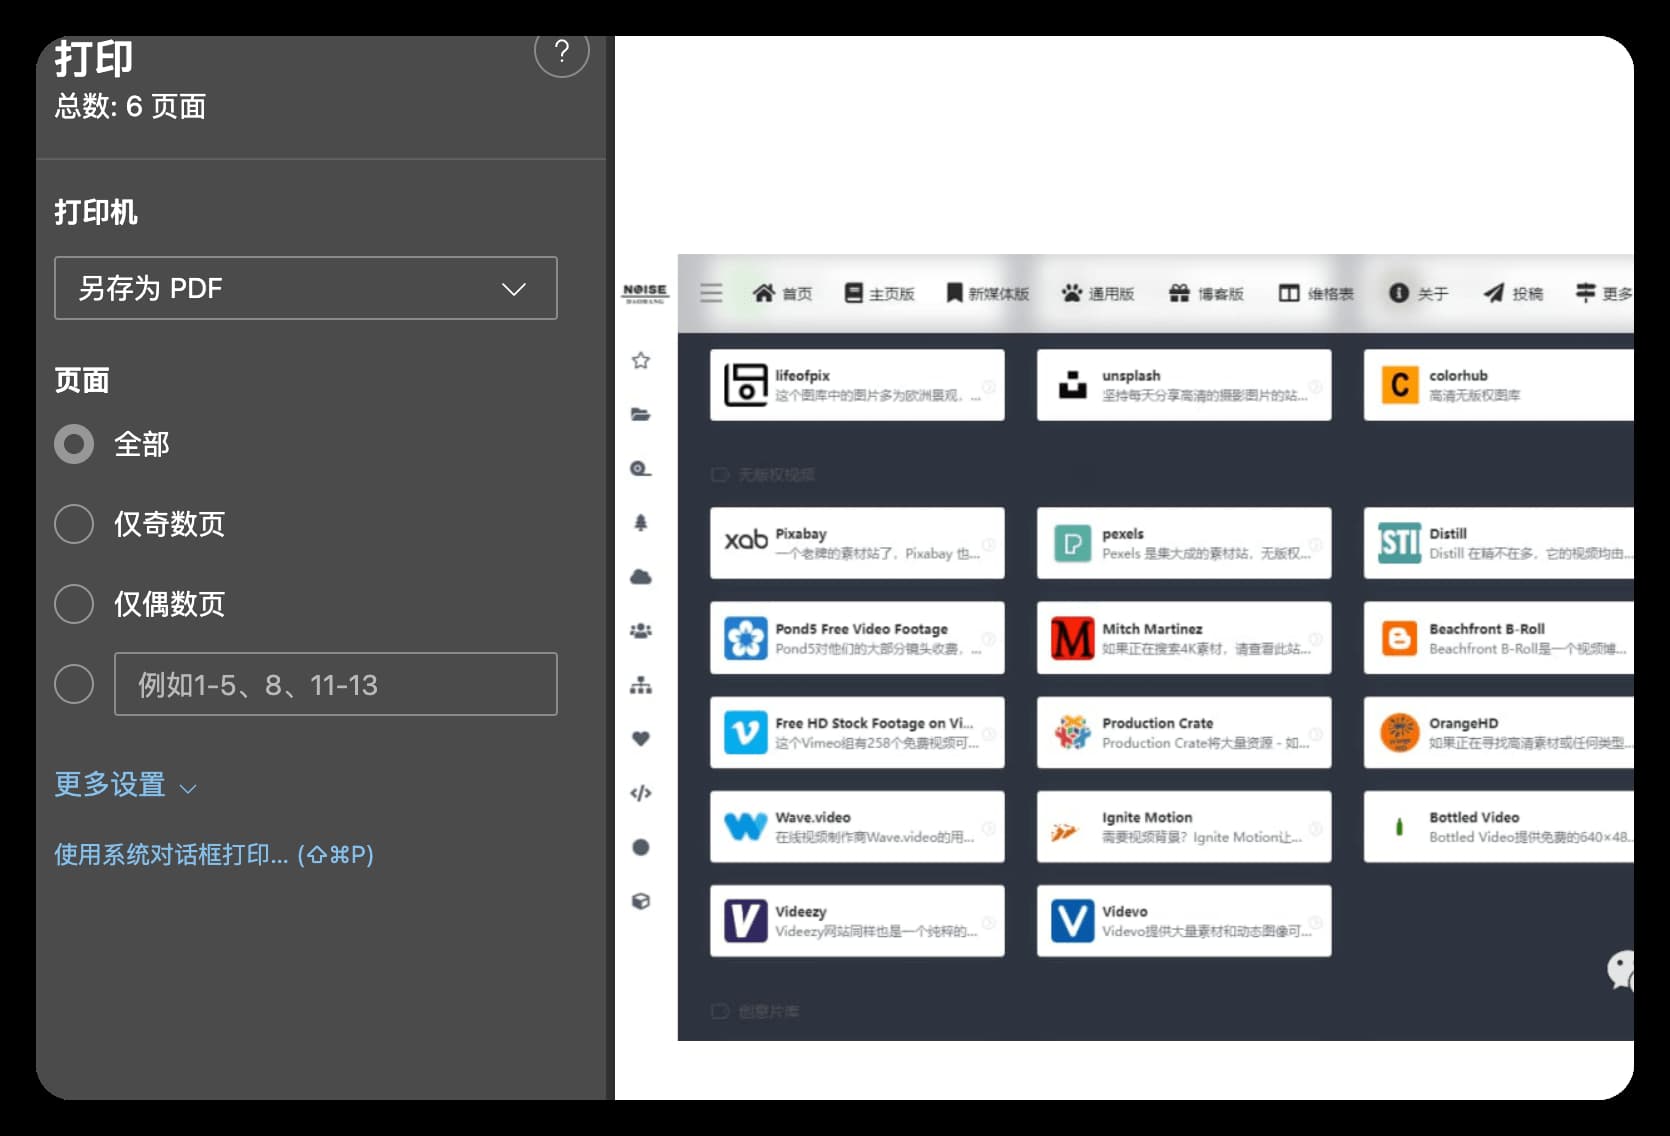 打印
?
总数: 6 页面
打印机
另存为 PDF
页面
全部
仅奇数页
仅偶数页
例如1-5、8、11-13
更多设置
使用系统对话框打印... (⇧⌘P)
NØISE
首页
主页版
新媒体版
通用版
博客版
维格表
关于
投稿
更多
lifeofpix
这个图库中的图片多为欧洲景观，...
unsplash
坚持每天分享高清的摄影图片的站...
C
colorhub
高清无版权图库
无版权视频
xab
Pixabay
一个老牌的素材站了，Pixabay 也...
pexels
Pexels 是集大成的素材站，无版权...
STI
Distill
Distill 在精不在多，它的视频均由...
Pond5 Free Video Footage
Pond5对他们的大部分镜头收费，...
M
Mitch Martinez
如果正在搜索4K素材，请查看此站...
Beachfront B-Roll
Beachfront B-Roll是一个视频博...
Free HD Stock Footage on Vi...
这个Vimeo组有258个免费视频可...
Production Crate
Production Crate将大量资源 - 如...
OrangeHD
如果正在寻找高清素材或任何类型...
Wave.video
在线视频制作商Wave.video的用...
Ignite Motion
需要视频背景？Ignite Motion让...
Bottled Video
Bottled Video提供免费的640×48...
V
Videezy
Videezy网站同样也是一个纯粹的...
V
Videvo
Videvo提供大量素材和动态图像可...
创意片库